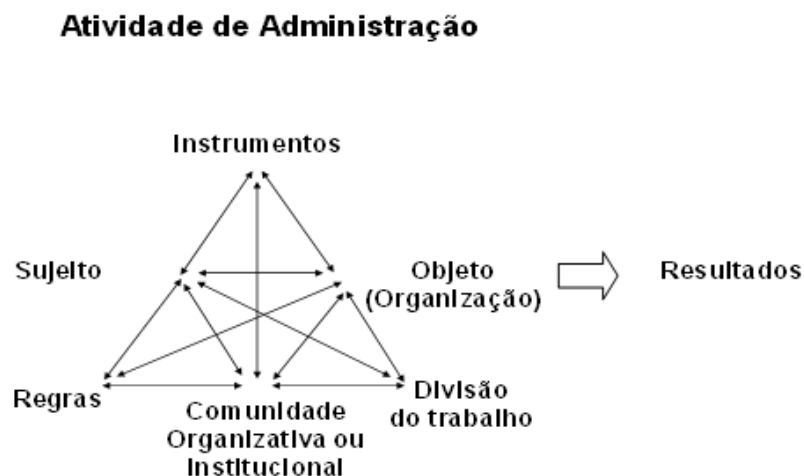 Atividade de Administração
Instrumentos
Sujeito
Objeto
(Organização)
Resultados
Regras
Comunidade
Organizativa ou
Institucional
Divisão
do trabalho